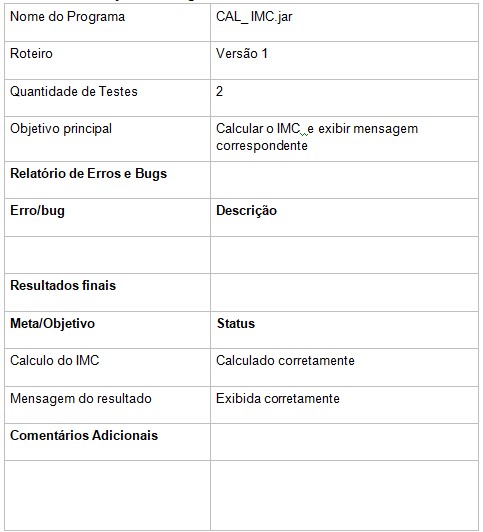 Nome do Programa CAL_ IMC.jar
Roteiro Versão 1
Quantidade de Testes 2
Objetivo principal Calcular o IMC e exibir mensagem
correspondente
Relatório de Erros e Bugs
Erro/bug Descrição
Resultados finais
Meta/Objetivo Status
Calculo do IMC Calculado corretamente
Mensagem do resultado Exibida corretamente
Comentários Adicionais